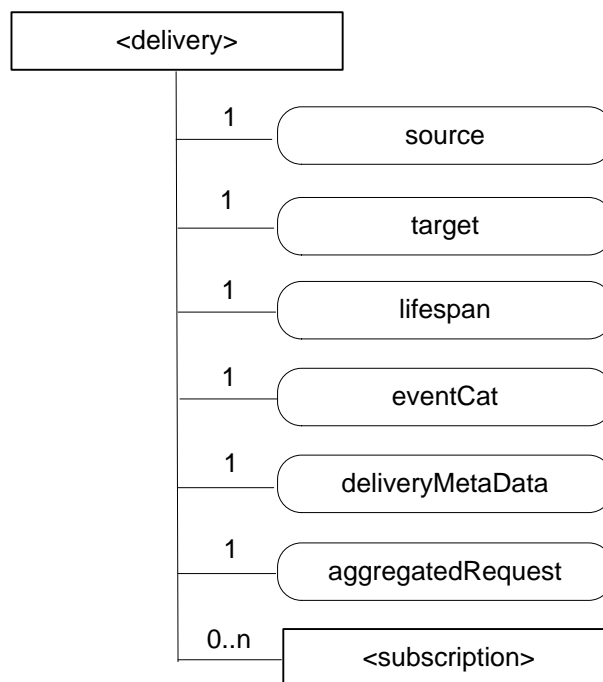 <delivery>
1
source
1
target
1
lifespan
1
eventCat
1
deliveryMetaData
1
aggregatedRequest
0..n
<subscription>